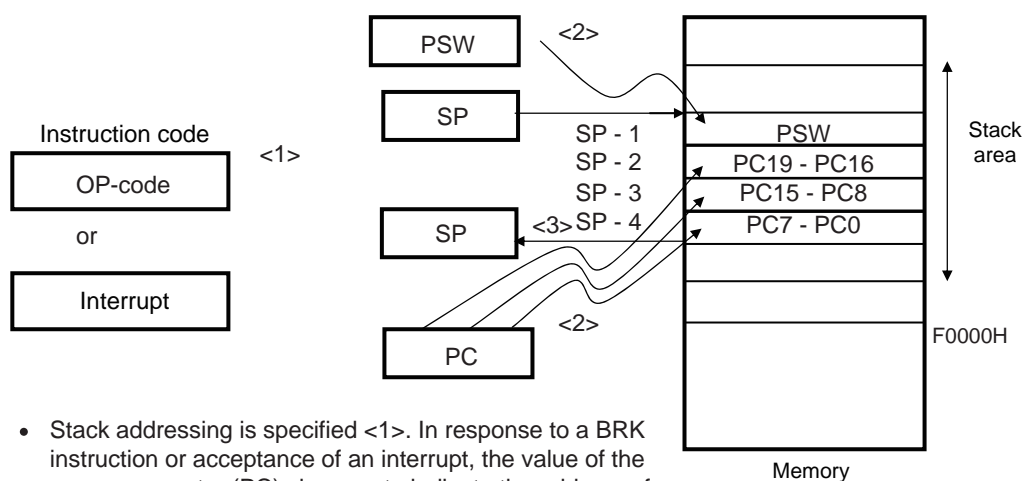 PSW
<2>
SP
SP - 1
PSW
Stack
area
Instruction code
<1>
SP - 2
PC19 - PC16
OP-code
SP - 3
PC15 - PC8
or
SP
<3>
SP - 4
PC7 - PC0
Interrupt
<2>
PC
F0000H
• Stack addressing is specified <1>. In response to a BRK
instruction or acceptance of an interrupt, the value of the
Memory